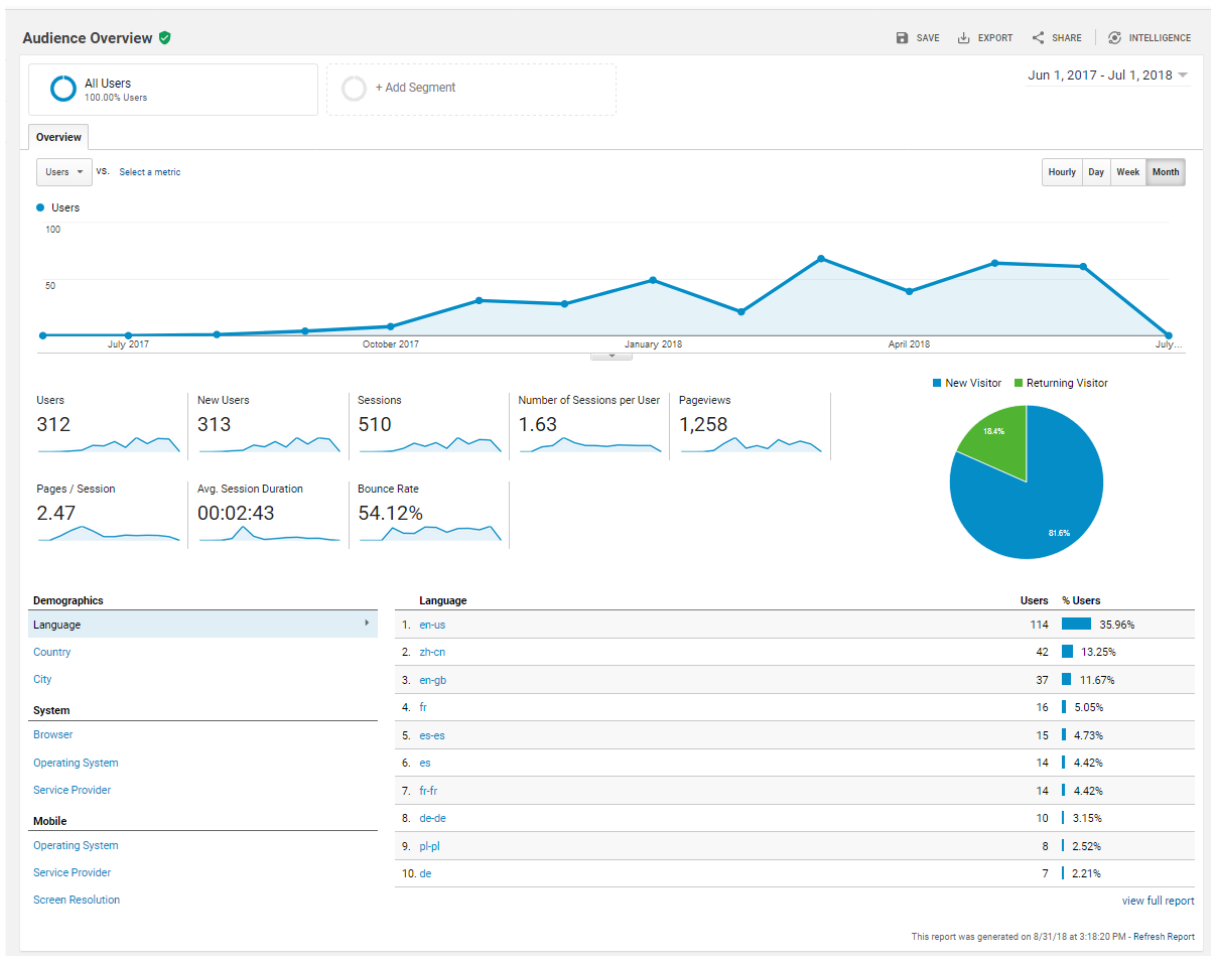 Audience Overview
SAVE EXPORT SHARE INTELLIGENCE
All Users
100.00% Users
+ Add Segment
Jun 1, 2017 - Jul 1, 2018
Overview
Users VS. Select a metric
Hourly Day Week Month
Users
100
50
July 2017 October 2017 January 2018 April 2018 July...
New Visitor Returning Visitor
18.4%
81.6%
Users
312
New Users
313
Sessions
510
Number of Sessions per User
1.63
Pageviews
1,258
Pages / Session
2.47
Avg. Session Duration
00:02:43
Bounce Rate
54.12%
Demographics
Language
Country
City
System
Browser
Operating System
Service Provider
Mobile
Operating System
Service Provider
Screen Resolution
Language Users % Users
1. en-us 114 35.96%
2. zh-cn 42 13.25%
3. en-gb 37 11.67%
4. fr 16 5.05%
5. es-es 15 4.73%
6. es 14 4.42%
7. fr-fr 14 4.42%
8. de-de 10 3.15%
9. pl-pl 8 2.52%
10. de 7 2.21%
view full report
This report was generated on 8/31/18 at 3:18:20 PM - Refresh Report